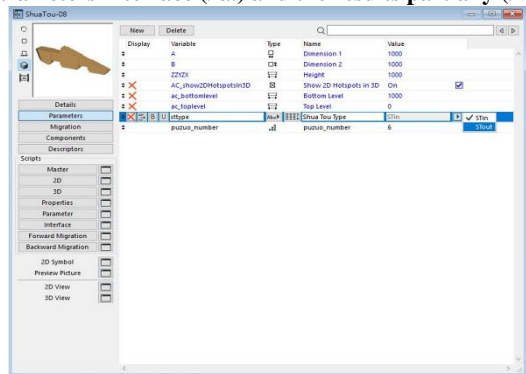 ShuaTou-08
New Delete
Display Variable Type Name Value
A Dimension 1 1000
B Dimension 2 1000
ZZYZX Height 1000
AC_show2DHotspotsIn3D Show 2D Hotspots in 3D On
ac_bottomlevel Bottom Level 1000
ac_toplevel Top Level 0
B U sttype Abc Shua Tou Type STin STin
STout
puzuo_number puzuo_number 6
Details
Parameters
Migration
Components
Descriptors
Scripts
Master
2D
3D
Properties
Parameter
Interface
Forward Migration
Backward Migration
2D Symbol
Preview Picture
2D View
3D View